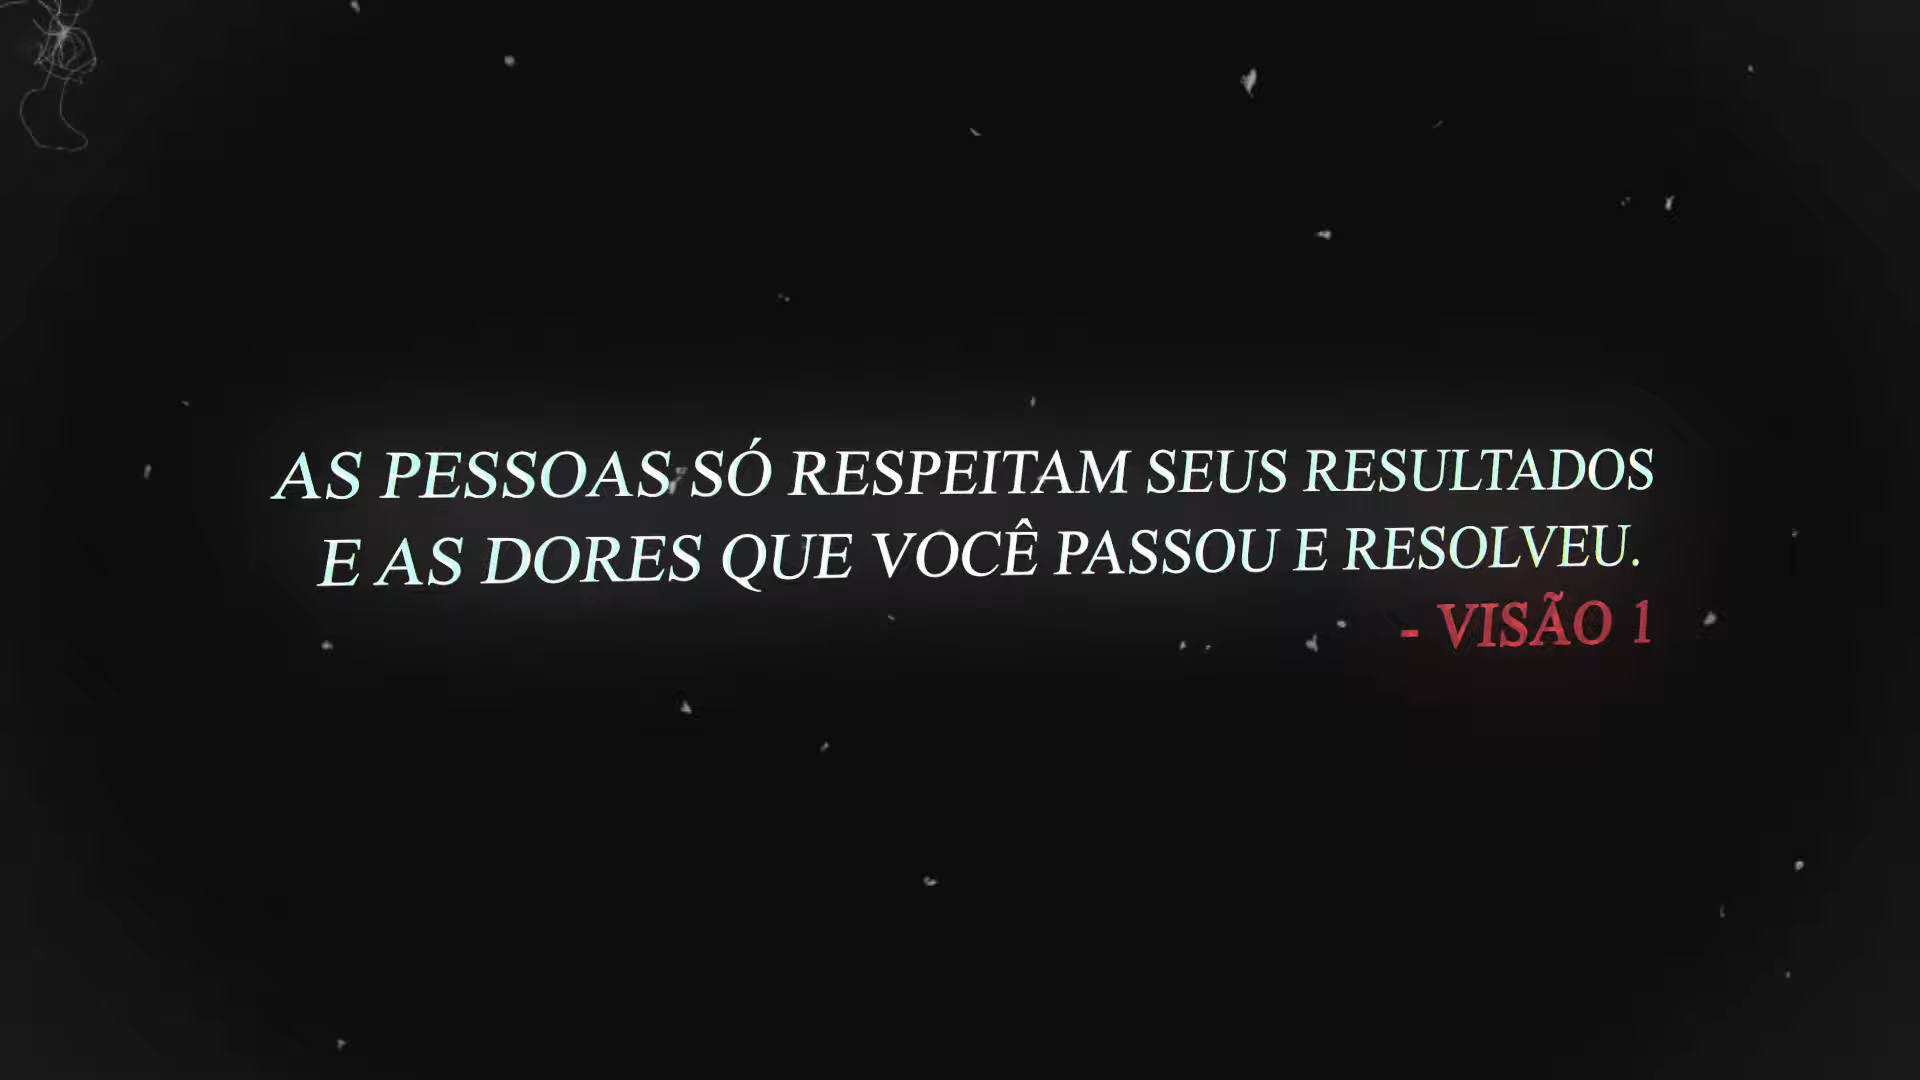 AS PESSOAS SÓ RESPEITAM SEUS RESULTADOS
E AS DORES QUE VOCÊ PASSOU E RESOLVEU.
- VISÃO 1